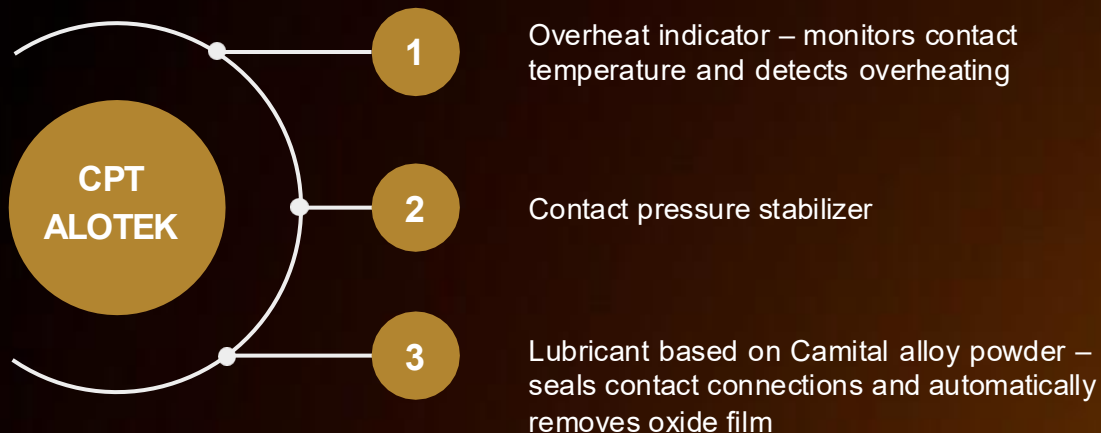 CPT
ALOTEK
1
Overheat indicator – monitors contact
temperature and detects overheating
2
Contact pressure stabilizer
3
Lubricant based on Camital alloy powder –
seals contact connections and automatically
removes oxide film